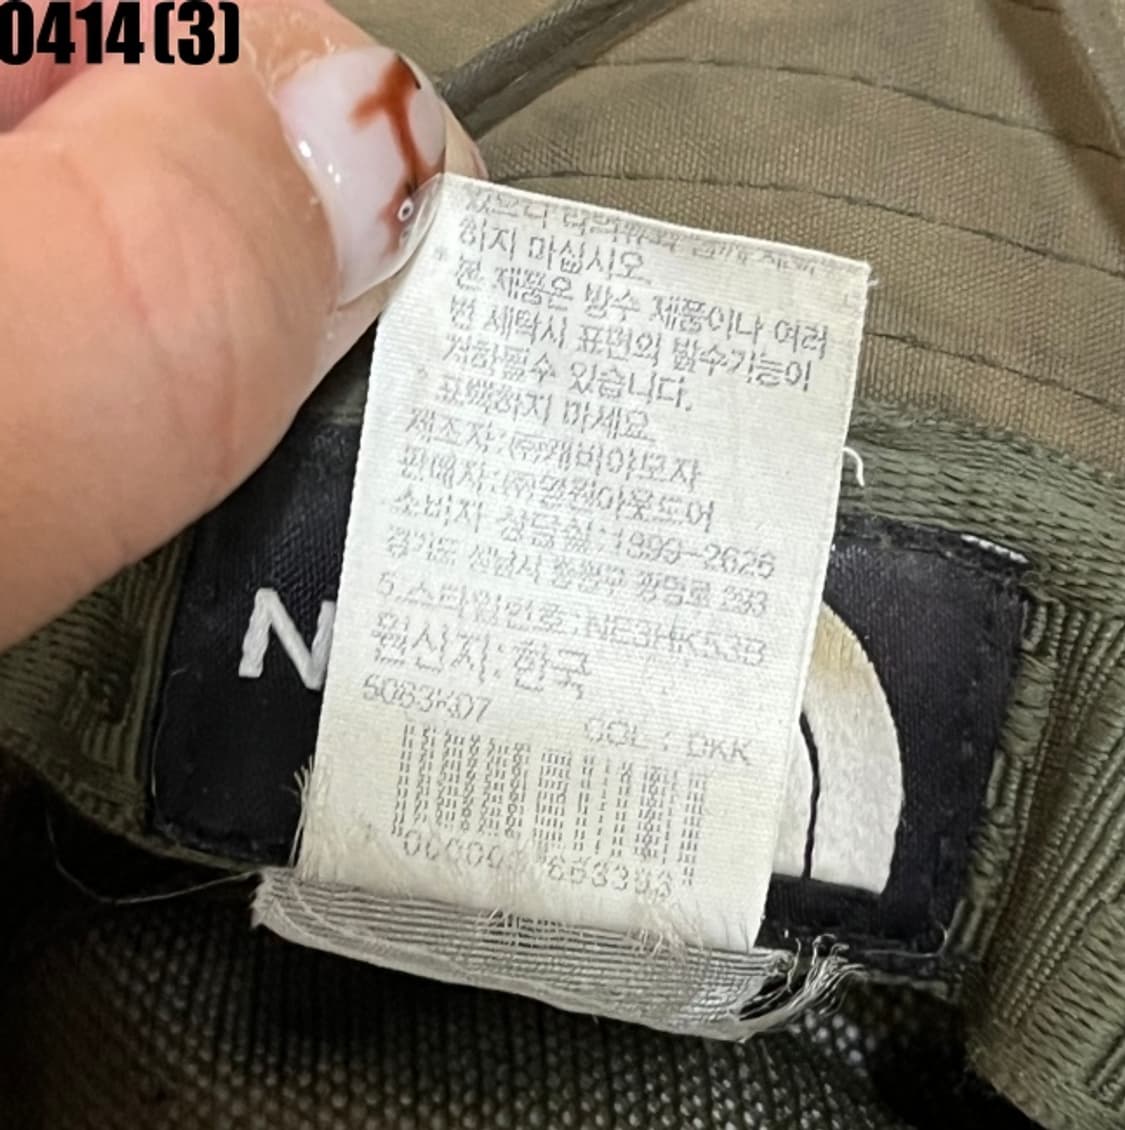 0414(3)
하지 마십시오.
* 본 제품은 방수 제품이나 여러
번 세탁시 표면의 발수기능이
저하될수 있습니다.
* 표백하지 마세요
제조자:(주)캐비아모자
판매자:(주)영원아웃도어
소비자 상담실:
경기도 성남시 중원구 광명로 293
5.스타일번호:NE3HK53B
원산지:한국
COL : DKK
N